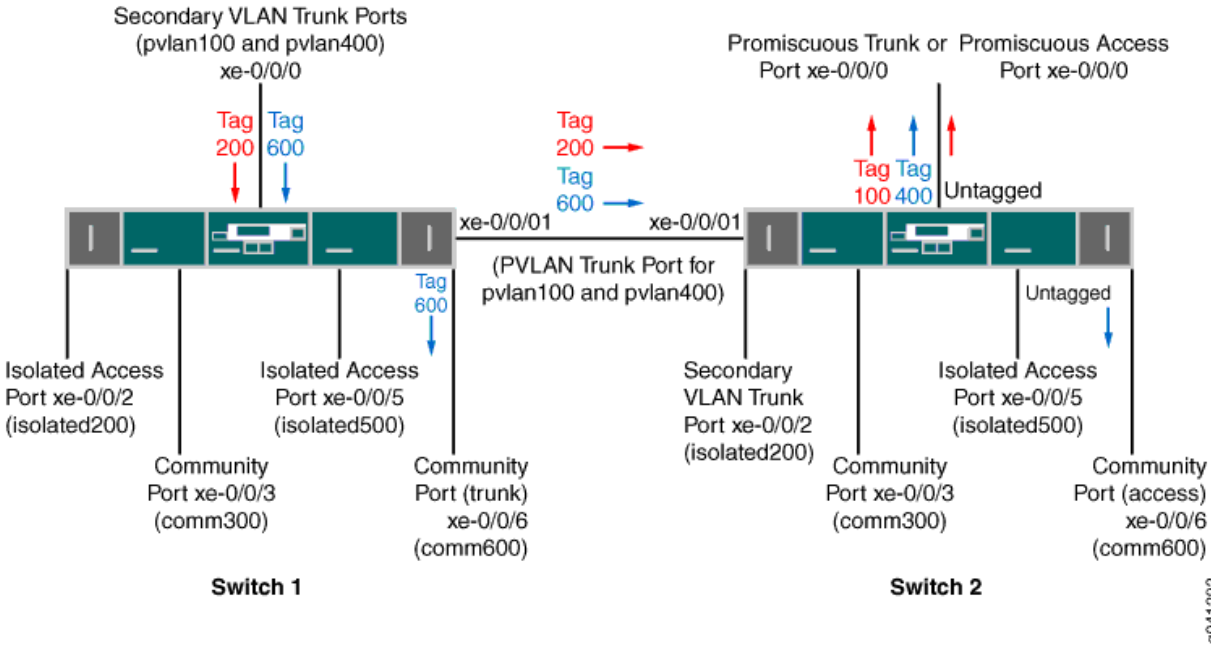 Secondary VLAN Trunk Ports
(pvlan100 and pvlan400)
xe-0/0/0
Promiscuous Trunk or
Port xe-0/0/0
Promiscuous Access
Port xe-0/0/0
Tag
200
Tag
600
Tag
200
Tag
600
Tag
100
Tag
400
Untagged
xe-0/0/01
xe-0/0/01
(PVLAN Trunk Port for
pvlan100 and pvlan400)
Tag
600
Untagged
Isolated Access
Port xe-0/0/2
(isolated200)
Isolated Access
Port xe-0/0/5
(isolated500)
Secondary
VLAN Trunk
Port xe-0/0/2
(isolated200)
Isolated Access
Port xe-0/0/5
(isolated500)
Community
Port xe-0/0/3
(comm300)
Community
Port (trunk)
xe-0/0/6
(comm600)
Community
Port xe-0/0/3
(comm300)
Community
Port (access)
xe-0/0/6
(comm600)
Switch 1
Switch 2